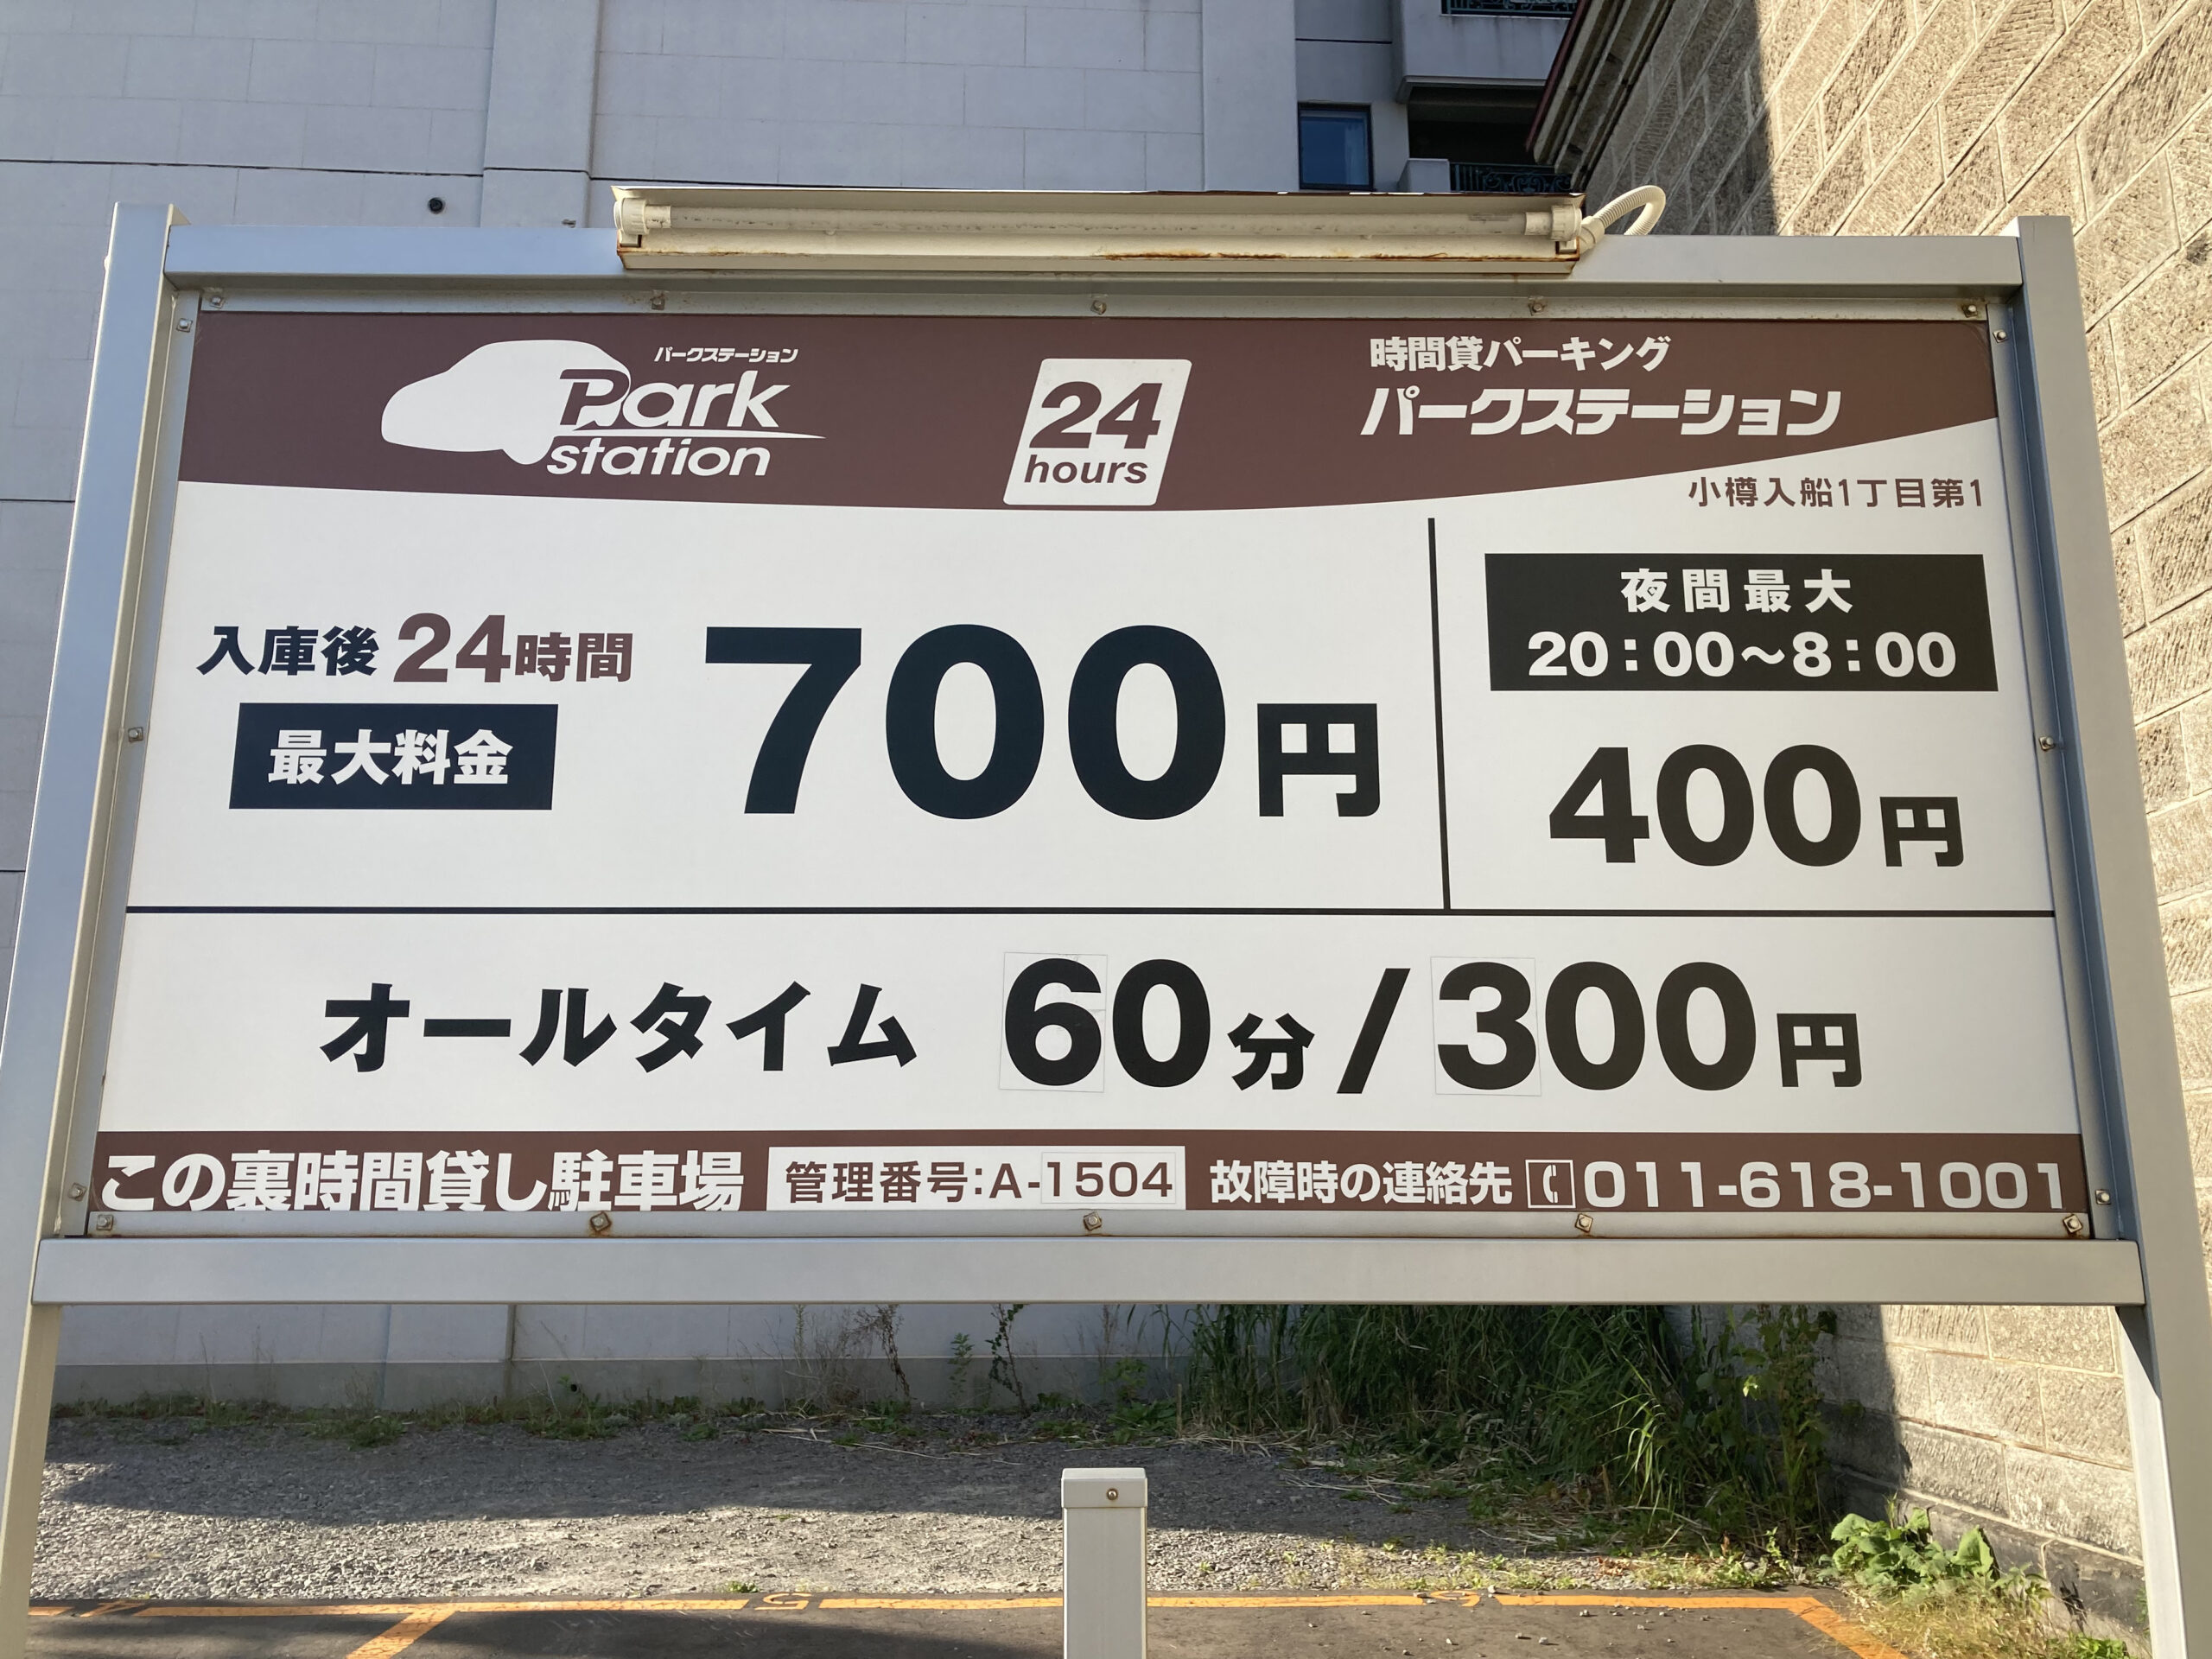 パークステーション
Park
station
24
hours
時間貸パーキング
パークステーション
小樽入船1丁目第1
入庫後 24時間
最大料金
700円
夜間最大
20:00~8:00
400円
オールタイム 60分/300円
この裏時間貸し駐車場 管理番号:A-1504 故障時の連絡先 011-618-1001